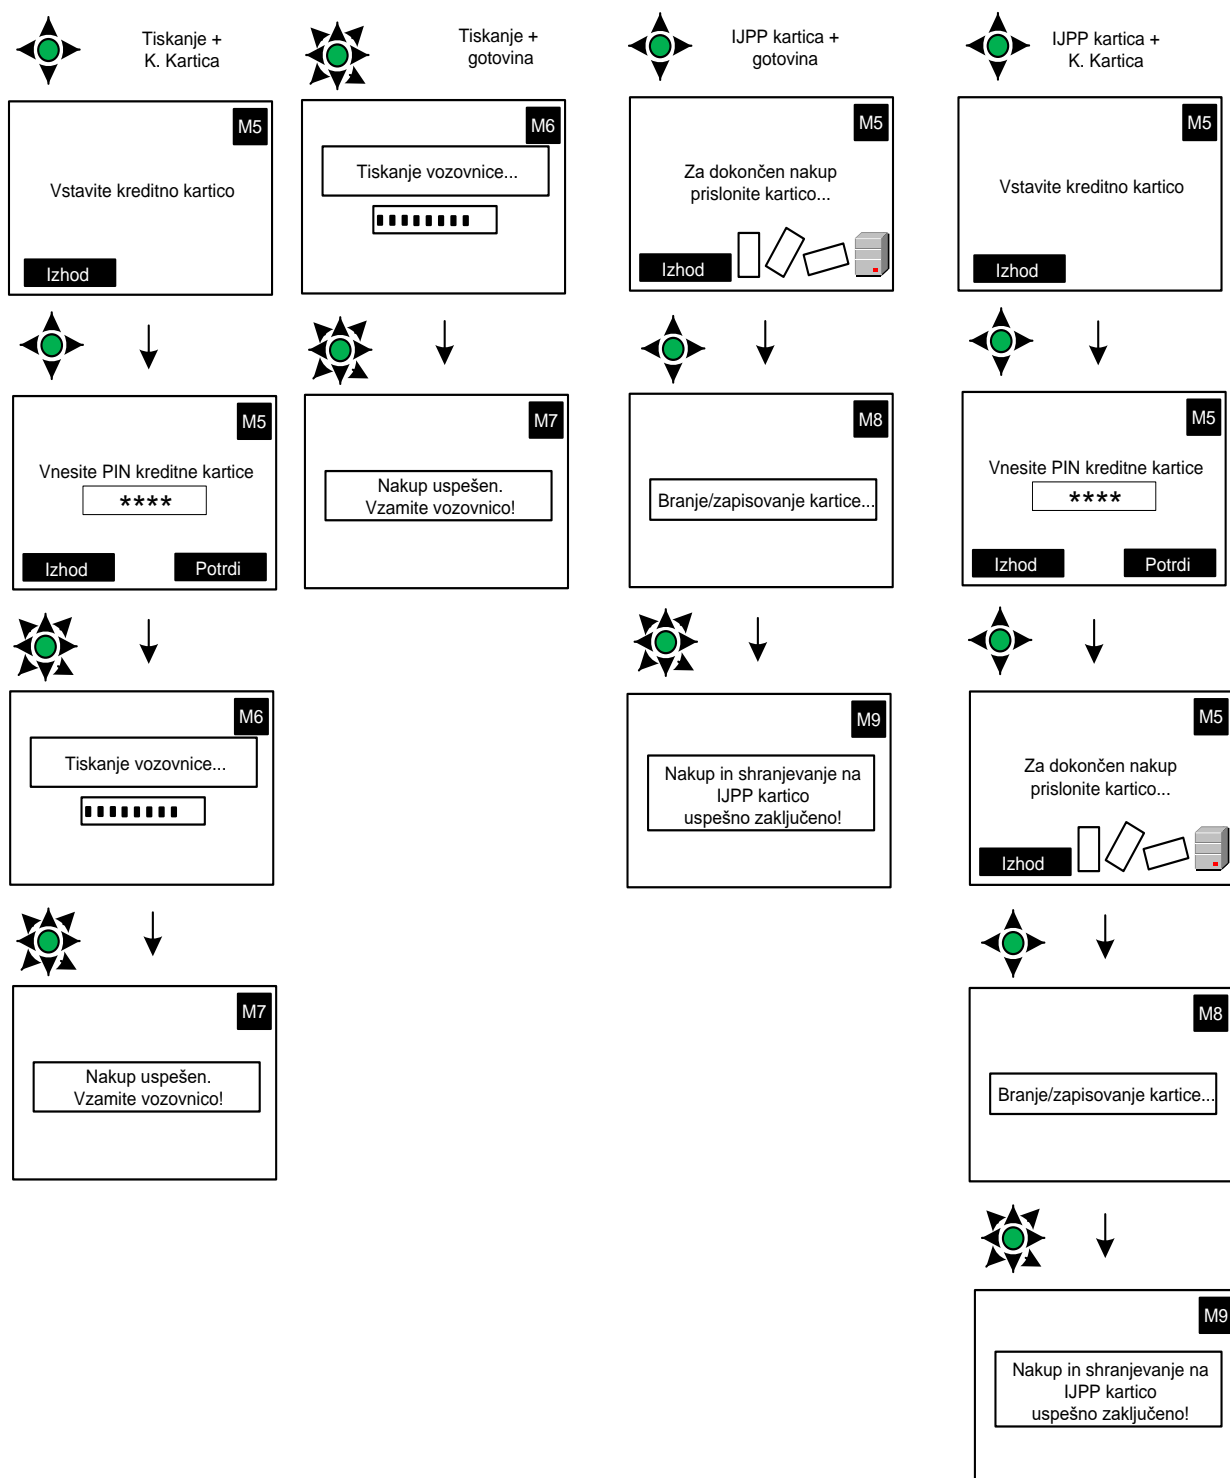 Tiskanje +
K. Kartica
M5
Vstavite kreditno kartico
Izhod
M5
Vnesite PIN kreditne kartice
****
Izhod
Potrdi
M6
Tiskanje vozovnice...
M7
Nakup uspešen.
Vzamite vozovnico!
Tiskanje +
gotovina
M6
Tiskanje vozovnice...
M7
Nakup uspešen.
Vzamite vozovnico!
IJPP kartica +
gotovina
M5
Za dokončen nakup
prislonite kartico...
Izhod
M8
Branje/zapisovanje kartice...
M9
Nakup in shranjevanje na
IJPP kartico
uspešno zaključeno!
IJPP kartica +
K. Kartica
M5
Vstavite kreditno kartico
Izhod
M5
Vnesite PIN kreditne kartice
****
Izhod
Potrdi
M5
Za dokončen nakup
prislonite kartico...
Izhod
M8
Branje/zapisovanje kartice...
M9
Nakup in shranjevanje na
IJPP kartico
uspešno zaključeno!